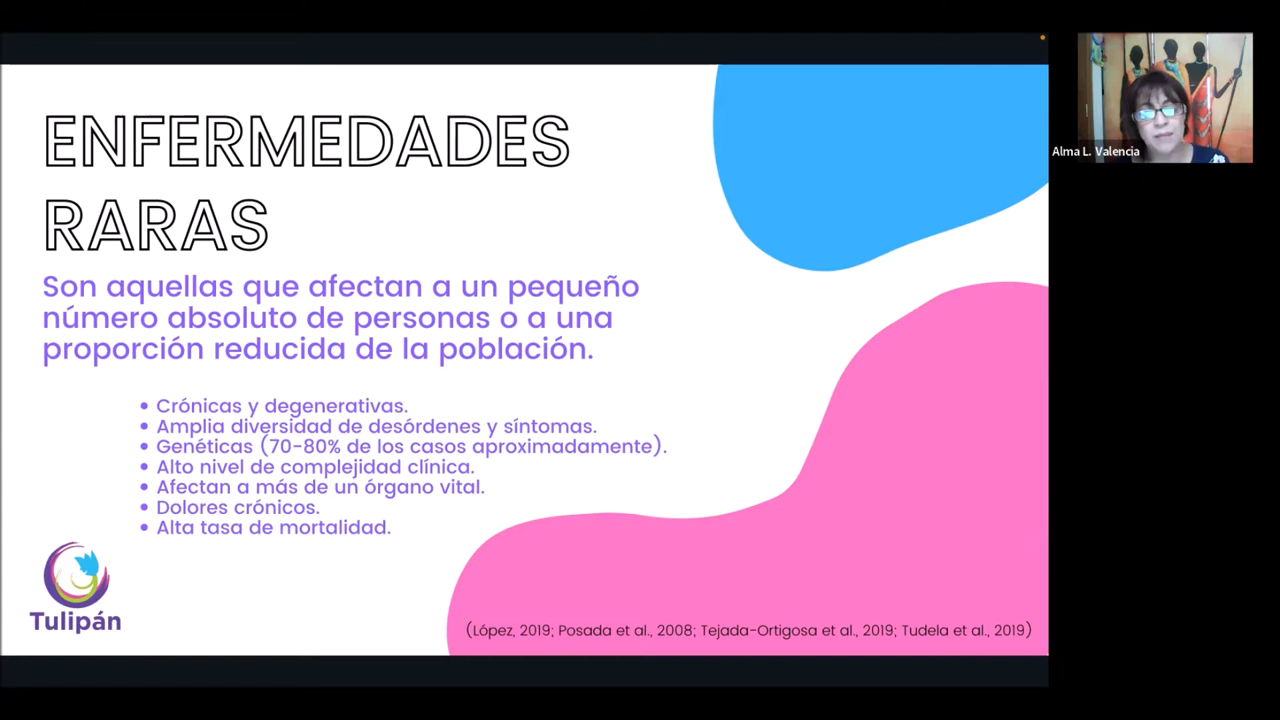 ENFERMEDADES
RARAS
Son aquellas que afectan a un pequeño
número absoluto de personas o a una
proporción reducida de la población.
• Crónicas y degenerativas.
• Amplia diversidad de desórdenes y síntomas.
• Genéticas (70-80% de los casos aproximadamente).
• Alto nivel de complejidad clínica.
• Afectan a más de un órgano vital.
• Dolores crónicos.
• Alta tasa de mortalidad.
Tulipán
(López, 2019; Posada et al., 2008; Tejada-Ortigosa et al., 2019; Tudela et al., 2019)
Alma L. Valencia